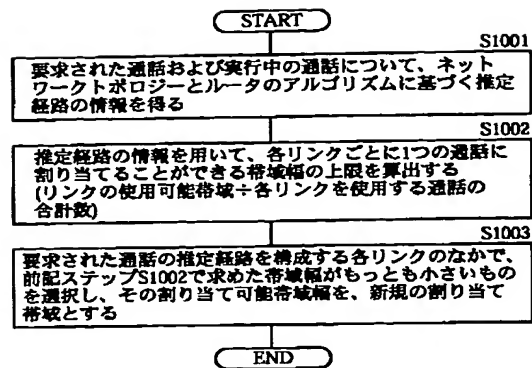 START
S1001
要求された通話および実行中の通話について、ネット
ワークトポロジーとルータのアルゴリズムに基づく推定
経路の情報を得る
S1002
推定経路の情報を用いて、各リンクごとに1つの通話に
割り当てることができる帯域幅の上限を算出する
(リンクの使用可能帯域÷各リンクを使用する通話の
合計数)
S1003
要求された通話の推定経路を構成する各リンクのなかで、
前記ステップS1002で求めた帯域幅がもっとも小さいもの
を選択し、その割り当て可能帯域幅を、新規の割り当て
帯域とする
END